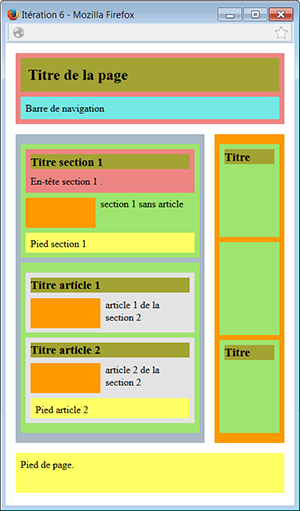 Itération 6 - Mozilla Firefox
Titre de la page
Barre de navigation
Titre section 1
En-tête section 1 .
section 1 sans article
Pied section 1
Titre article 1
article 1 de la
section 2
Titre article 2
article 2 de la
section 2
Pied article 2
Titre
Titre
Pied de page.